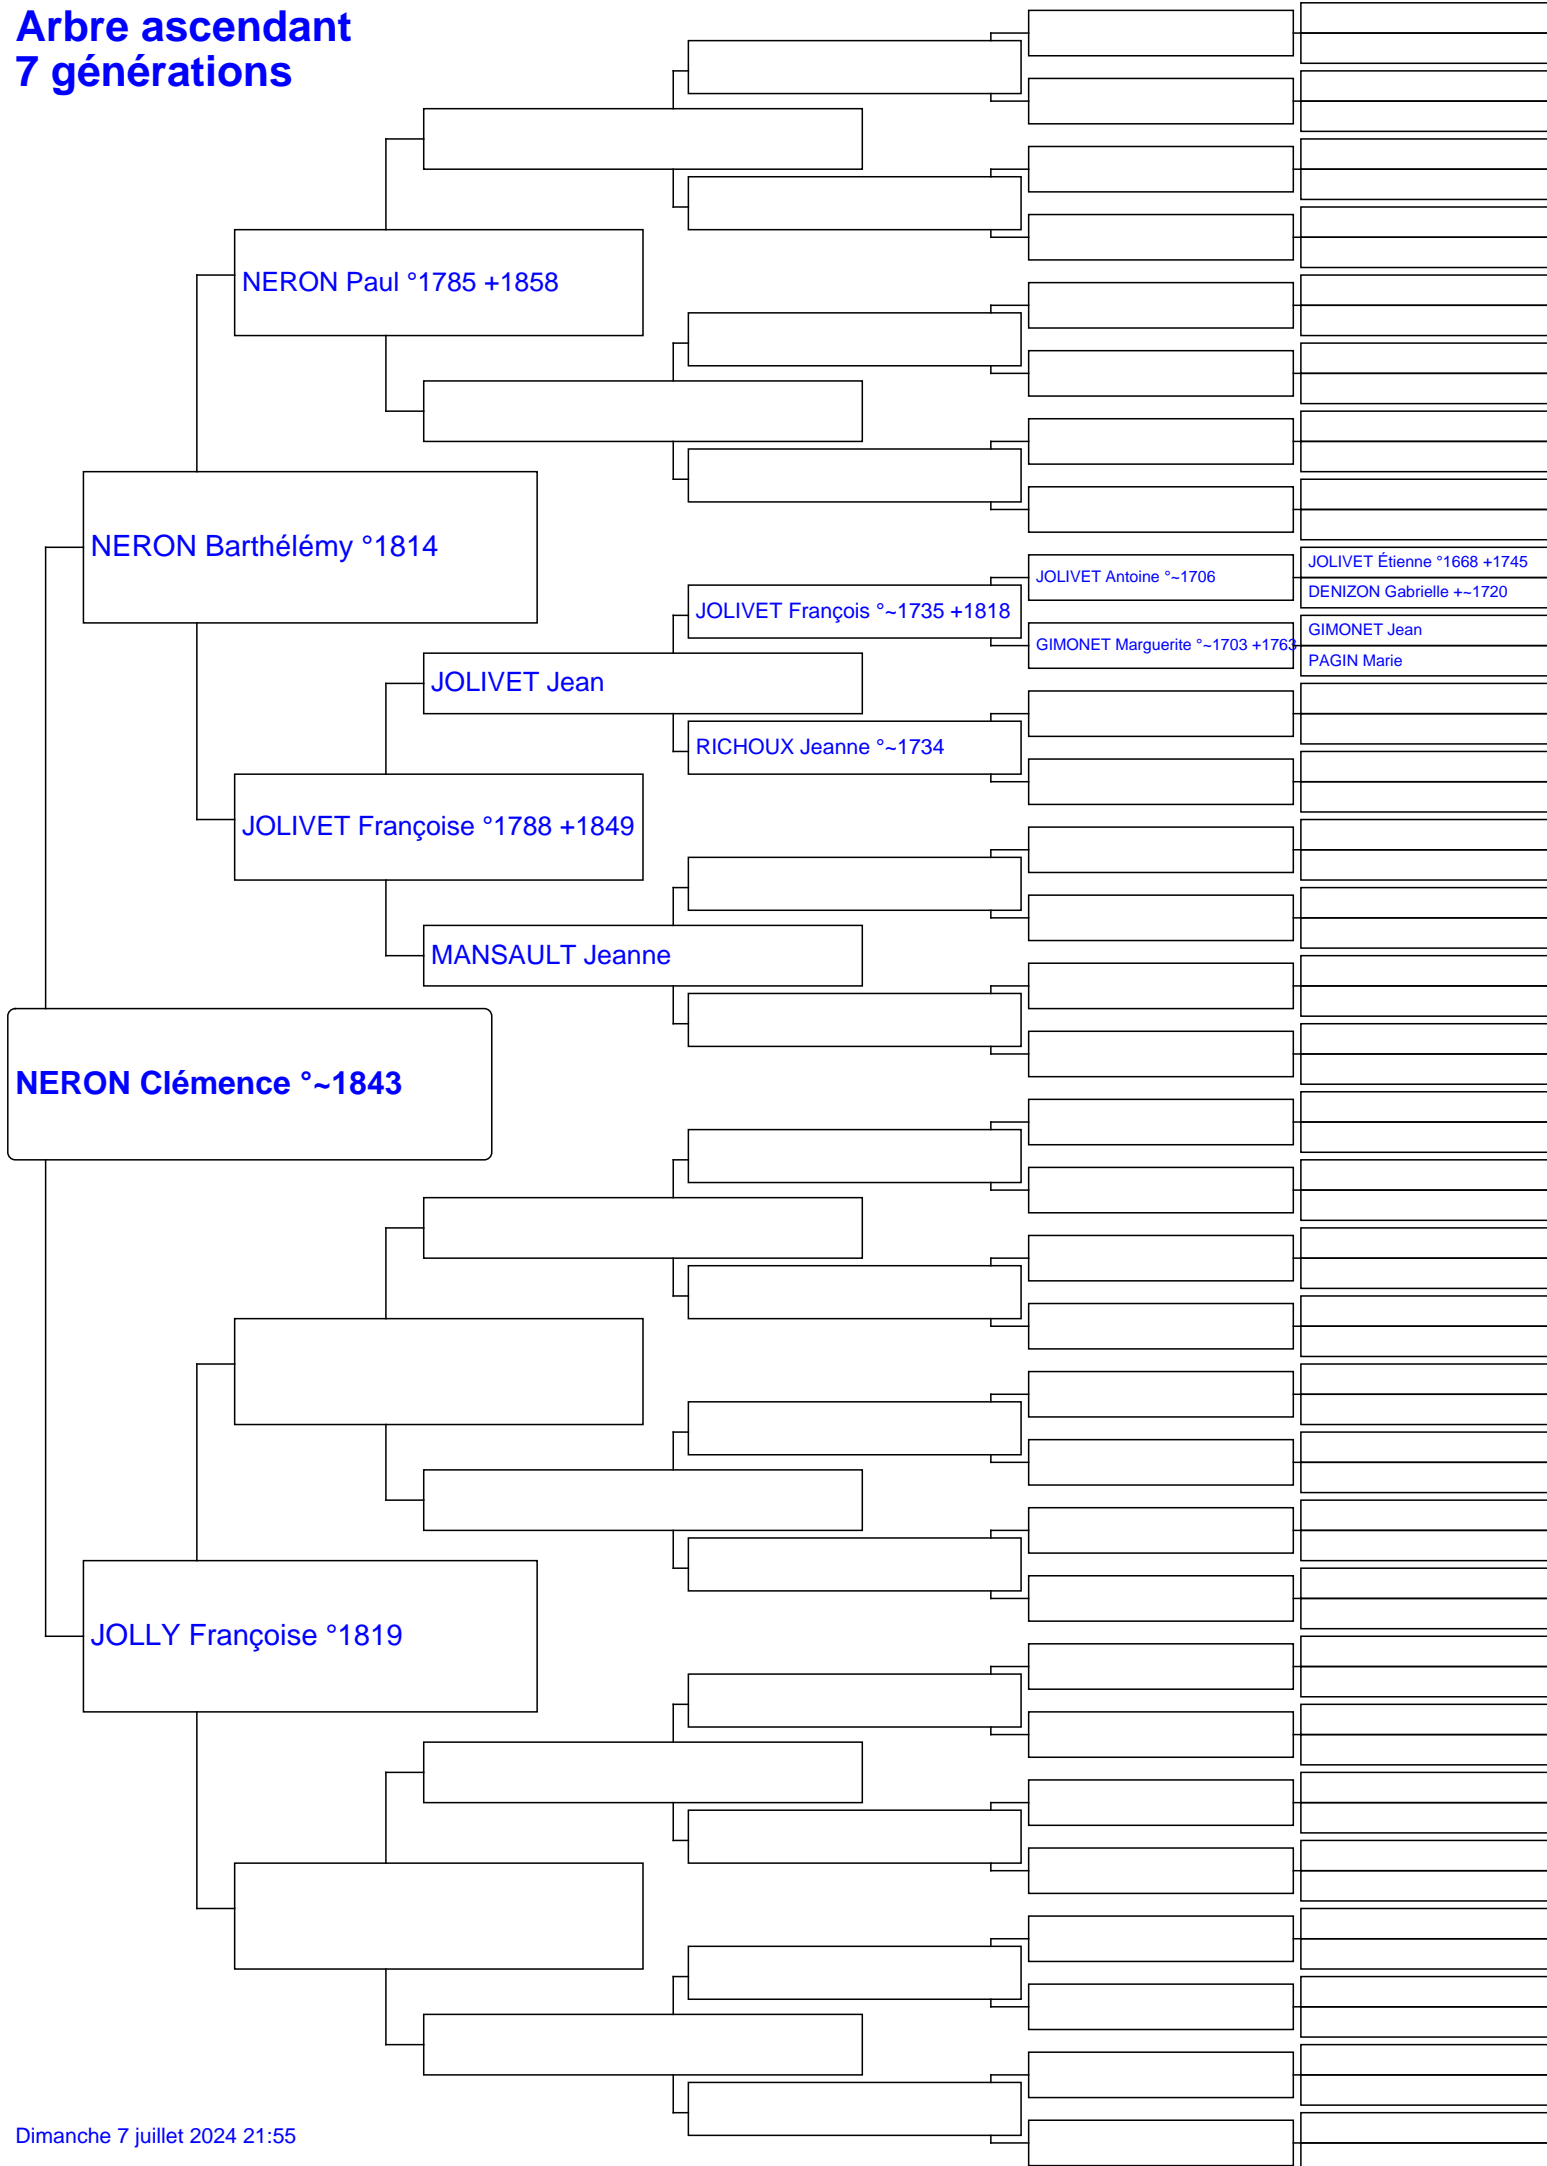 Arbre ascendant
7 générations
NERON Paul °1785 +1858
NERON Barthélémy °1814
JOLIVET Étienne °1668 +1745
JOLIVET Antoine °~1706
DENIZON Gabrielle +~1720
JOLIVET François °~1735 +1818
GIMONET Jean
GIMONET Marguerite °~1703 +1763
PAGIN Marie
JOLIVET Jean
RICHOUX Jeanne °~1734
JOLIVET Françoise °1788 +1849
MANSAULT Jeanne
NERON Clémence °~1843
JOLLY Françoise °1819
Dimanche 7 juillet 2024 21:55